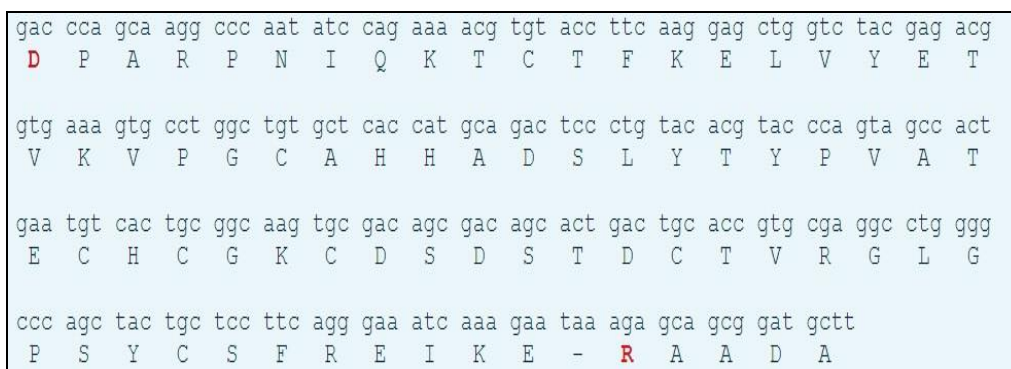 gac cca gca agg ccc aat atc cag aaa acg tgt acc ttc aag gag ctg gtc tac gag acg
D P A R P N I Q K T C T F K E L V Y E T
gtg aaa gtg cct ggc tgt gct cac cat gca gac tcc ctg tac acg tac cca gta gcc act
V K V P G C A H H A D S L Y T Y P V A T
gaa tgt cac tgc ggc aag tgc gac agc gac agc act gac tgc acc gtg cga ggc ctg ggg
E C H C G K C D S D S T D C T V R G L G
ccc agc tac tgc tcc ttc agg gaa atc aaa gaa taa aga gca gcg gat gctt
P S Y C S F R E I K E - R A A D A